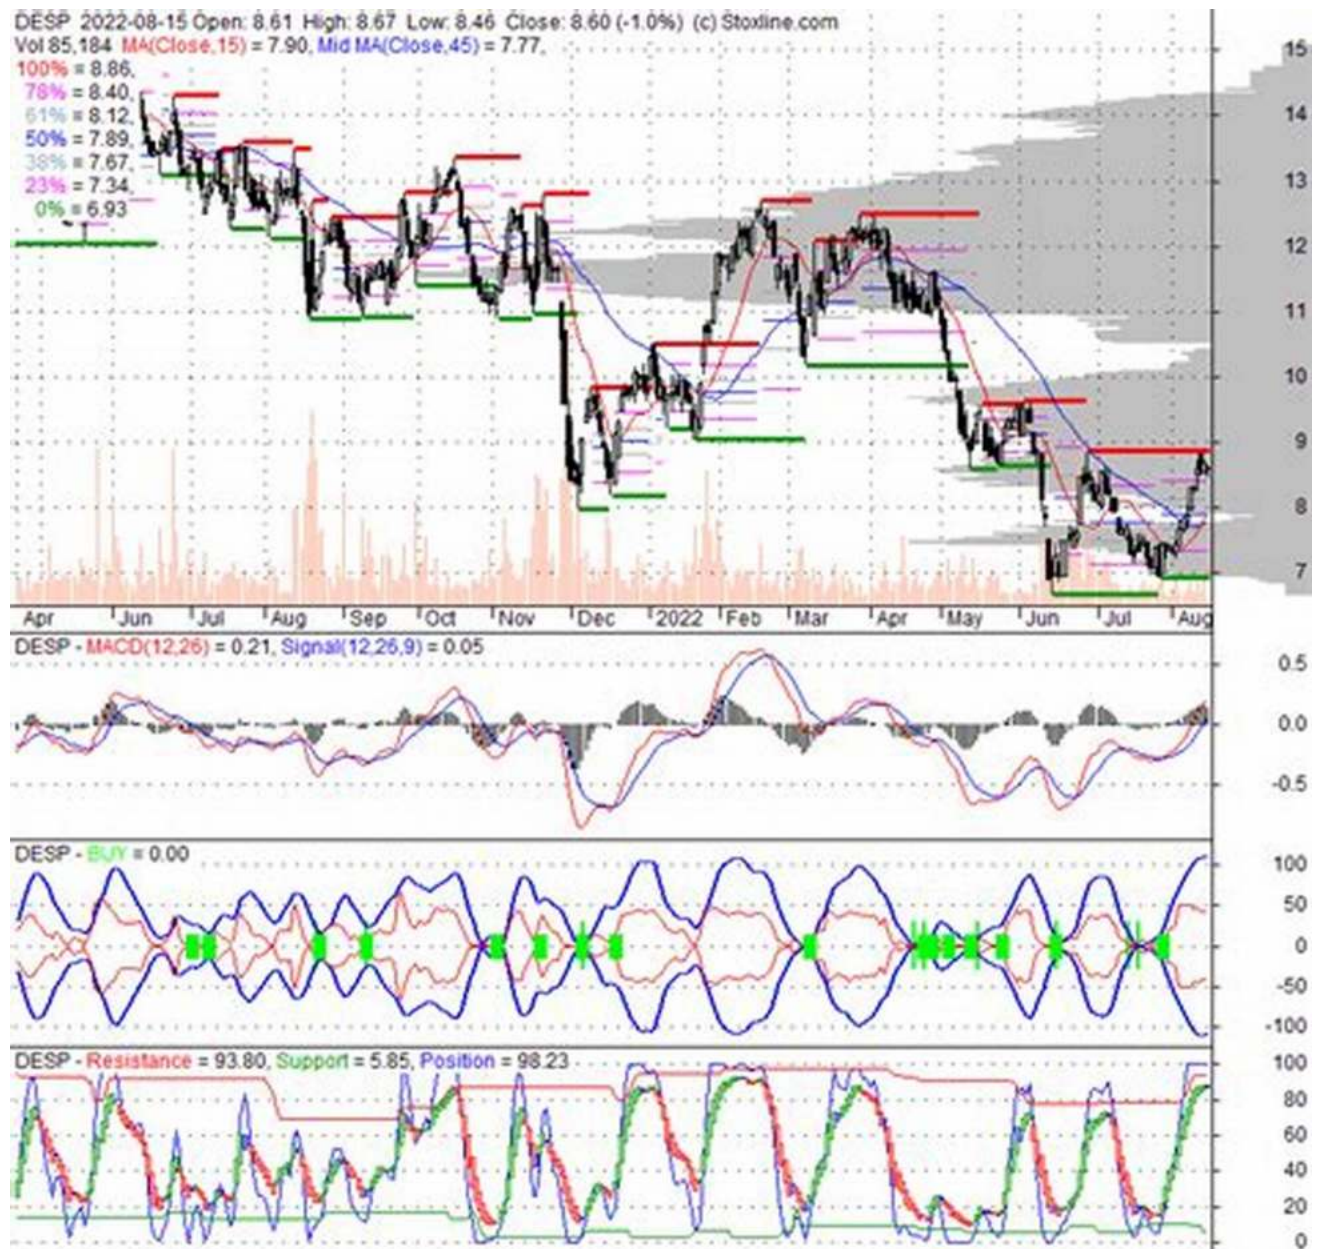 DESP 2022-08-15 Open: 8.61 High: 8.67 Low: 8.46 Close: 8.60 (-1.0%) (c) Stoxline.com
Vol 85,184 MA(Close,15) = 7.90, Mid MA(Close,45) = 7.77,
100% = 8.86,
78% = 8.40,
61% = 8.12,
50% = 7.89,
38% = 7.67,
23% = 7.34,
0% = 6.93
15
14
13
12
11
10
9
8
7
Apr Jun Jul Aug Sep Oct Nov Dec 2022 Feb Mar Apr May Jun Jul Aug
DESP - MACD(12,26) = 0.21, Signal(12,26,9) = 0.05
0.5
0.0
-0.5
DESP - BUY = 0.00
100
50
0
-50
-100
DESP - Resistance = 93.80, Support = 5.85, Position = 98.23
100
80
60
40
20
0